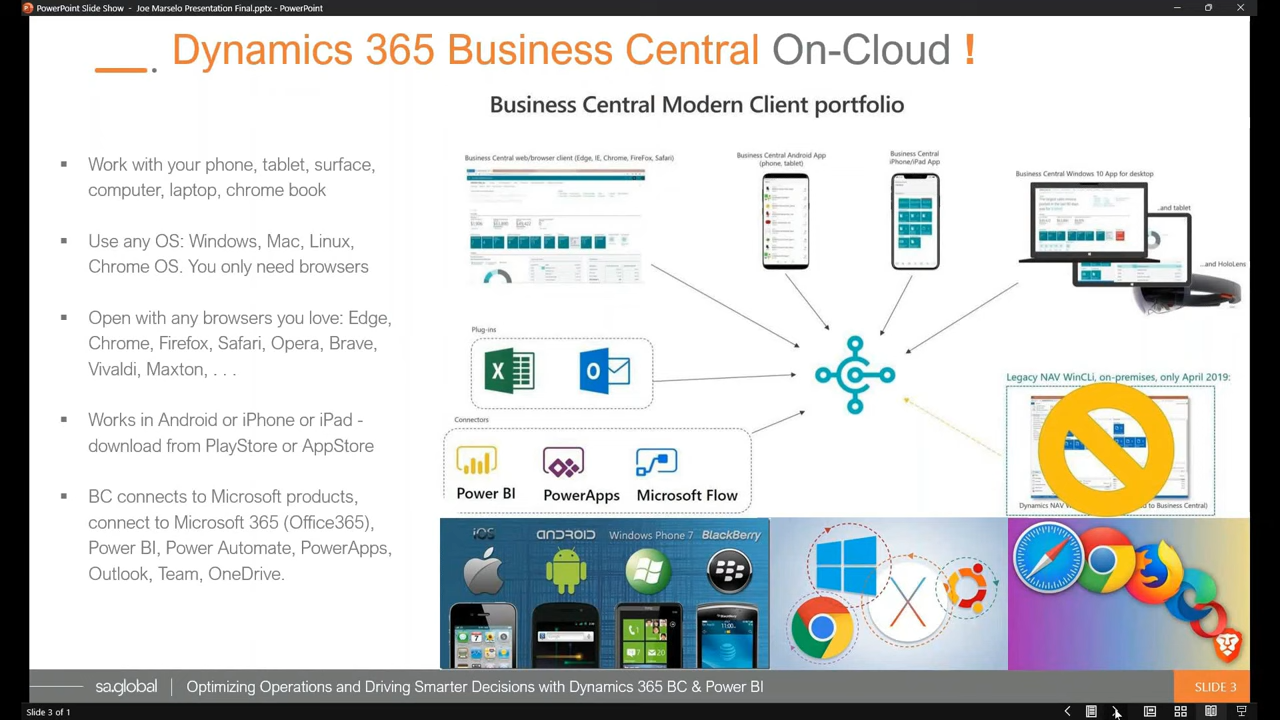 PowerPoint Slide Show - Joe Marselo Presentation Final.pptx - PowerPoint
Dynamics 365 Business Central On-Cloud !
Business Central Modern Client portfolio
▪ Work with your phone, tablet, surface,
computer, laptop, chrome book
▪ Use any OS: Windows, Mac, Linux,
Chrome OS. You only need browsers
▪ Open with any browsers you love: Edge,
Chrome, Firefox, Safari, Opera, Brave,
Vivaldi, Maxton, . . .
▪ Works in Android or iPhone or iPad -
download from PlayStore or AppStore
▪ BC connects to Microsoft products,
connect to Microsoft 365 (Office365),
Power BI, Power Automate, PowerApps,
Outlook, Team, OneDrive.
Business Central web/browser client (Edge, IE, Chrome, FireFox, Safari)
Business Central Android App
(phone, tablet)
Business Central
iPhone/iPad App
Business Central Windows 10 App for desktop
...and tablet
...and HoloLens
Plug-ins
Connectors
Power BI
PowerApps
Microsoft Flow
Legacy NAV WinCli, on-premises, only April 2019:
Dynamics NAV
to Business Central)
iOS
ANDROID
Windows Phone 7
BlackBerry
sa.global
Optimizing Operations and Driving Smarter Decisions with Dynamics 365 BC & Power BI
SLIDE 3
Slide 3 of 1